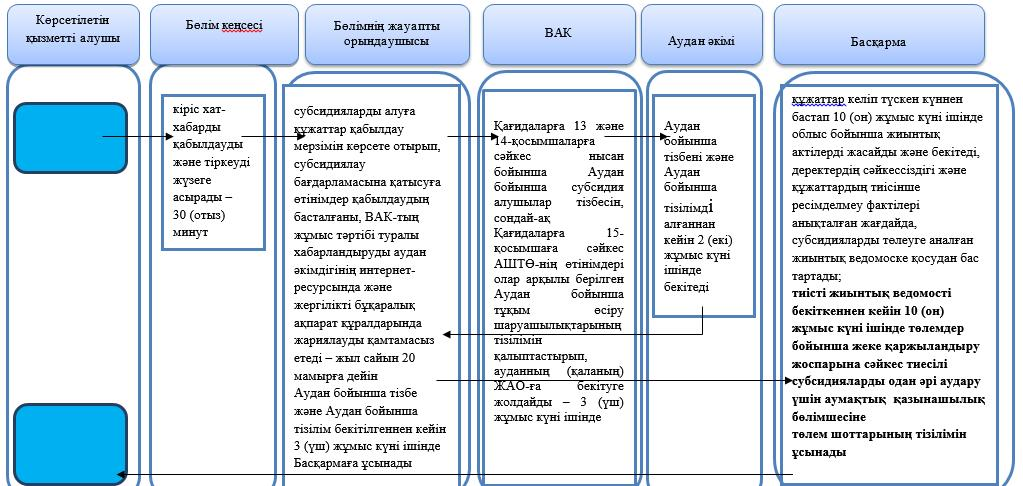 Көрсетілетін
қызметті алушы
Бөлім кеңсесі
Бөлімнің жауапты
орындаушысы
ВАК
Аудан әкімі
Басқарма
кіріс хат-
хабарды
қабылдауды
және тіркеуді
жүзеге
асырады –
30 (отыз)
минут
субсидияларды алуға
құжаттар қабылдау
мерзімін көрсете отырып,
субсидиялау
бағдарламасына қатысуға
өтінімдер қабылдаудың
басталғаны, ВАК-тың
жұмыс тәртібі туралы
хабарландыруды аудан
әкімдігінің интернет-
ресурсында және
жергілікті бұқаралық
ақпарат құралдарында
жариялауды қамтамасыз
етеді – жыл сайын 20
мамырға дейін
Аудан бойынша тізбе
және Аудан бойынша
тізілім бекітілгеннен кейін
3 (үш) жұмыс күні ішінде
Басқармаға ұсынады
Қағидаларға 13 және
14-қосымшаларға
сәйкес нысан
бойынша Аудан
бойынша субсидия
алушылар тізбесін,
сондай-ақ
Қағидаларға 15-
қосымшаға сәйкес
АШТӨ-нің өтінімдері
олар арқылы берілген
Аудан бойынша
тұқым өсіру
шаруашылықтарының
тізілімін
қалыптастырып,
ауданның (қаланың)
ЖАО-ға бекітуге
жолдайды – 3 (үш)
жұмыс күні ішінде
Аудан
бойынша
тізбені және
Аудан
бойынша
тізілімді
алғаннан
кейін 2 (екі)
жұмыс күні
ішінде
бекітеді
құжаттар келіп түскен күннен
бастап 10 (он) жұмыс күні ішінде
облыс бойынша жиынтық
актілерді жасайды және бекітеді,
деректердің сәйкессіздігі және
құжаттардың тиісінше
ресімделмеу фактілері
анықталған жағдайда,
субсидияларды төлеуге аналған
жиынтық ведомоске қосудан бас
тартады;
тиісті жиынтық ведомості
бекіткеннен кейін 10 (он)
жұмыс күні ішінде төлемдер
бойынша жеке қаржыландыру
жоспарына сәйкес тиесілі
субсидияларды одан әрі аудару
үшін аумақтық қазынашылық
бөлімшесіне
төлем шоттарының тізілімін
ұсынады